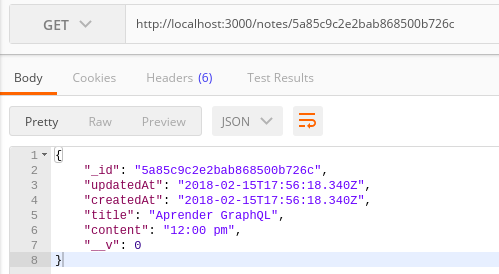 GET http://localhost:3000/notes/5a85c9c2e2bab868500b726c
Body Cookies Headers (6) Test Results
Pretty Raw Preview JSON
1 {
2 "_id": "5a85c9c2e2bab868500b726c",
3 "updatedAt": "2018-02-15T17:56:18.340Z",
4 "createdAt": "2018-02-15T17:56:18.340Z",
5 "title": "Aprender GraphQL",
6 "content": "12:00 pm",
7 "__v": 0
8 }